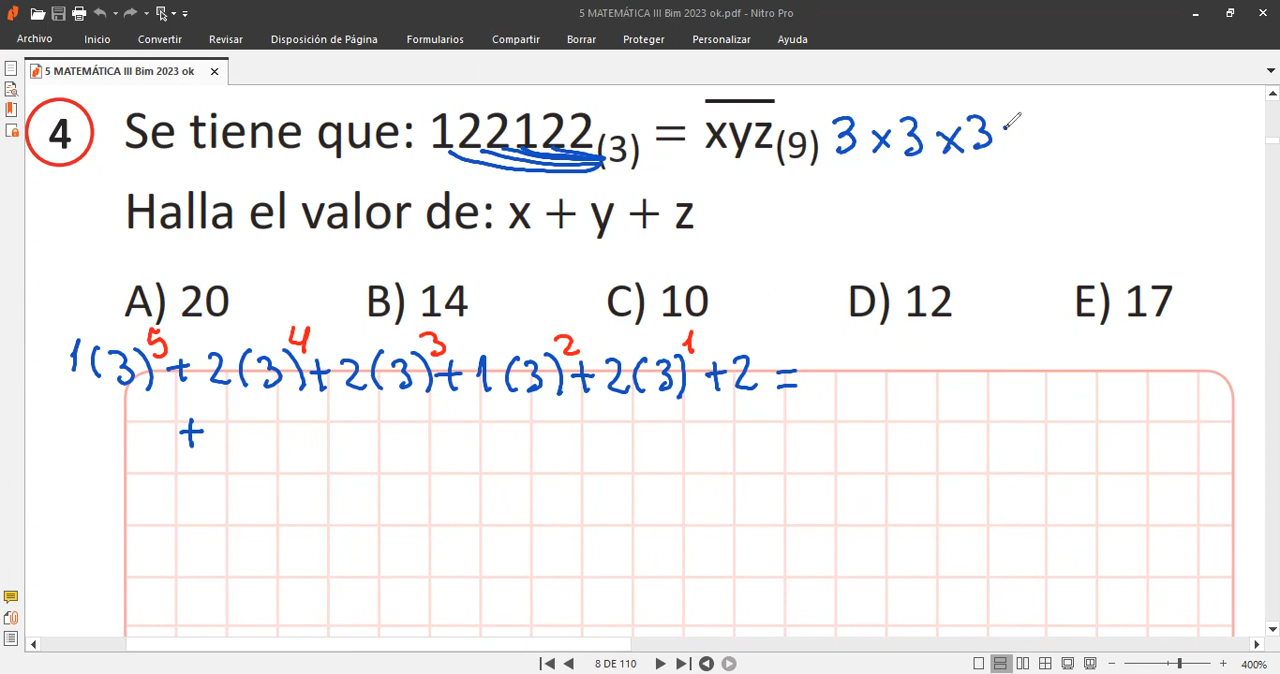 5 MATEMÁTICA III Bim 2023 ok.pdf - Nitro Pro
Archivo Inicio Convertir Revisar Disposición de Página Formularios Compartir Borrar Proteger Personalizar Ayuda
5 MATEMÁTICA III Bim 2023 ok
4 Se tiene que: 122122(3) = xyz(9) 3 x 3 x 3
Halla el valor de: x + y + z
A) 20 B) 14 C) 10 D) 12 E) 17
1(3)⁵ + 2(3)⁴ + 2(3)³ + 1(3)² + 2(3)¹ + 2 =
+
8 DE 110
400%